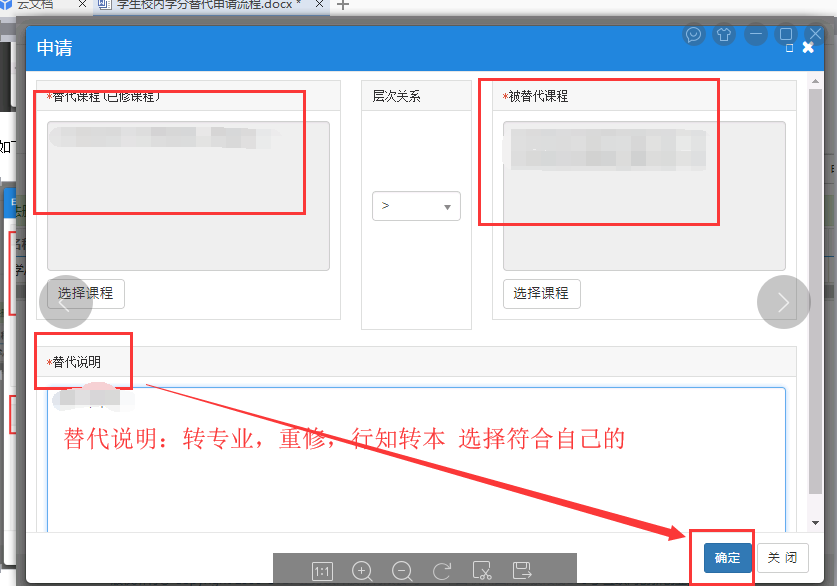 云文档
学生校内学分替代申请流程.docx *
申请
*替代课程(已修课程)
层次关系
*被替代课程
>
选择课程
选择课程
*替代说明
替代说明：转专业，重修，行知转本 选择符合自己的
确定
关 闭
1:1